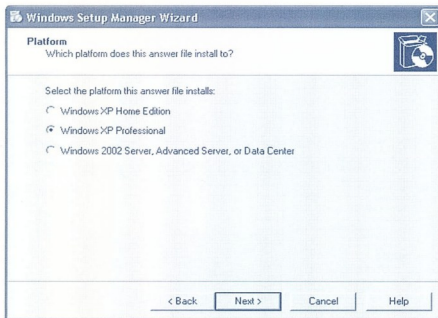 Windows Setup Manager Wizard
Platform
Which platform does this answer file install to?
Select the platform this answer file installs:
Windows XP Home Edition
Windows XP Professional
Windows 2002 Server, Advanced Server, or Data Center
< Back
Next >
Cancel
Help